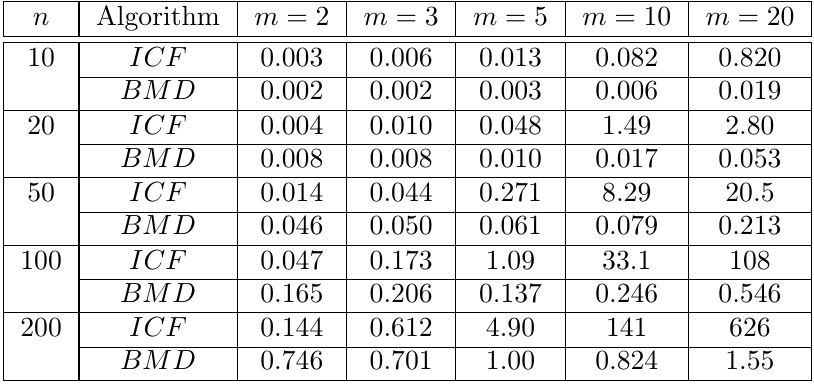 n Algorithm m = 2 m = 3 m = 5 m = 10 m = 20
10 ICF 0.003 0.006 0.013 0.082 0.820
BMD 0.002 0.002 0.003 0.006 0.019
20 ICF 0.004 0.010 0.048 1.49 2.80
BMD 0.008 0.008 0.010 0.017 0.053
50 ICF 0.014 0.044 0.271 8.29 20.5
BMD 0.046 0.050 0.061 0.079 0.213
100 ICF 0.047 0.173 1.09 33.1 108
BMD 0.165 0.206 0.137 0.246 0.546
200 ICF 0.144 0.612 4.90 141 626
BMD 0.746 0.701 1.00 0.824 1.55